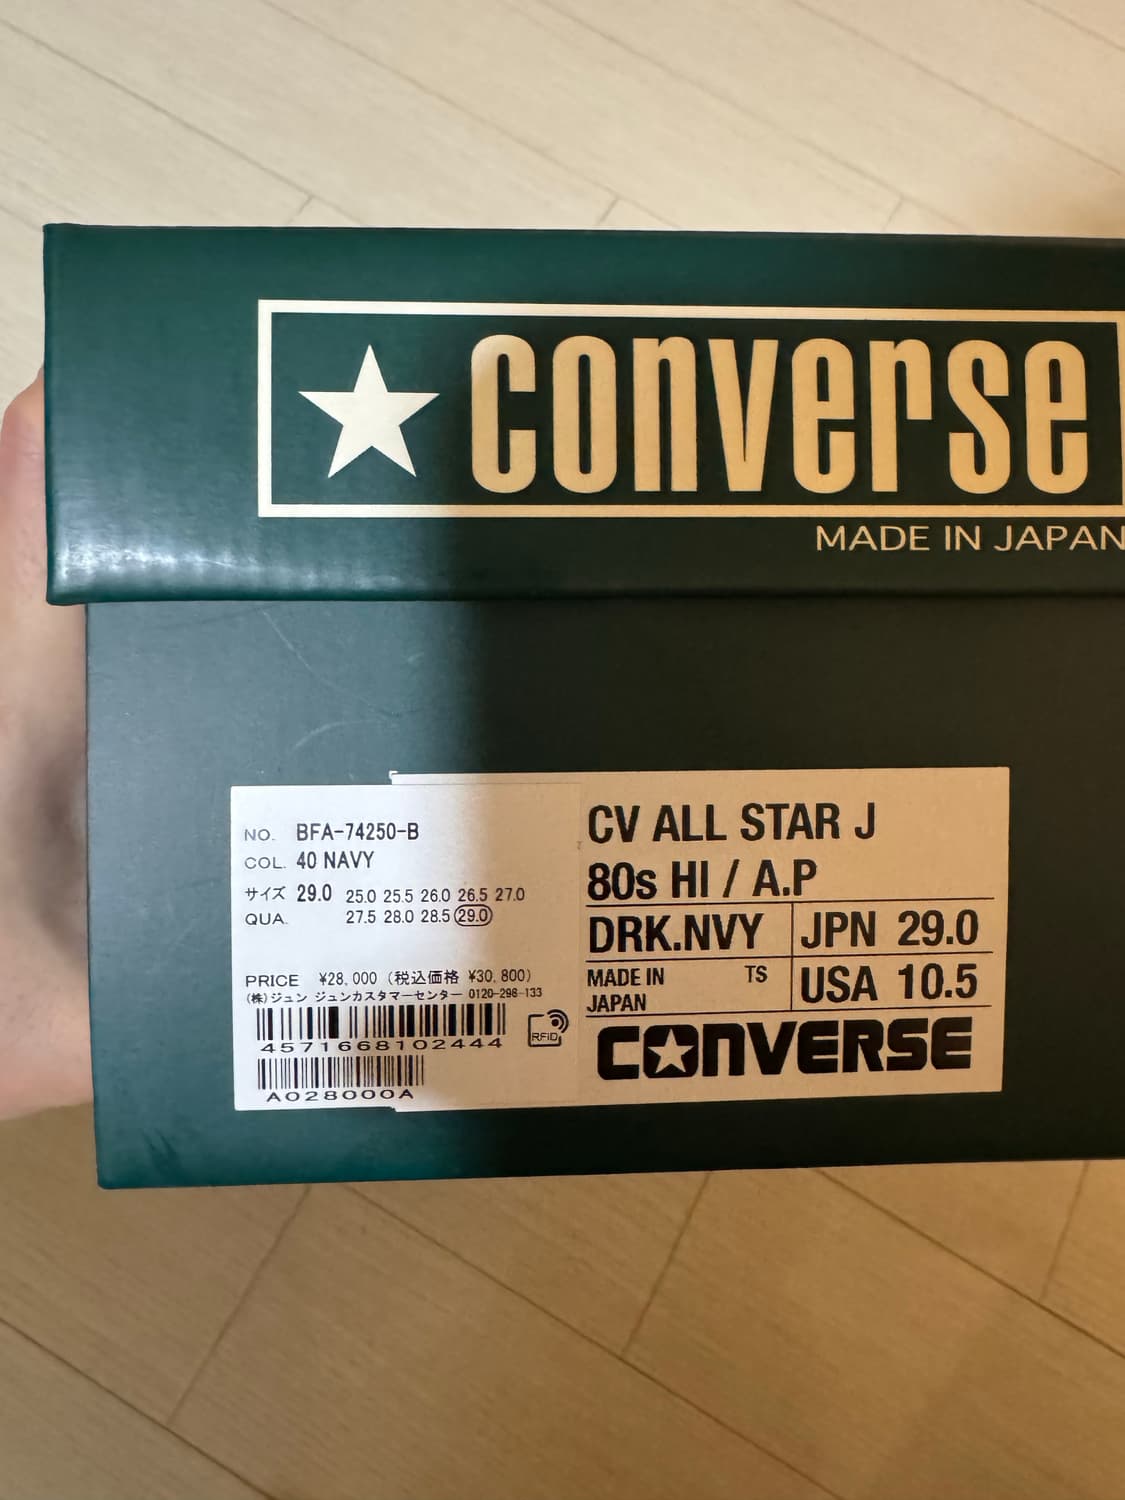 CONVERSE
MADE IN JAPAN
NO. BFA-74250-B
COL. 40 NAVY
サイズ 29.0 25.0 25.5 26.0 26.5 27.0
QUA. 27.5 28.0 28.5 29.0
PRICE ¥28,000 (税込価格 ¥30,800)
(株)ジュン ジュンカスタマーセンター 0120-298-133
4571668102444
RFiD
A028000A
CV ALL STAR J
80s HI / A.P
DRK.NVY JPN 29.0
MADE IN JAPAN TS USA 10.5
CONVERSE